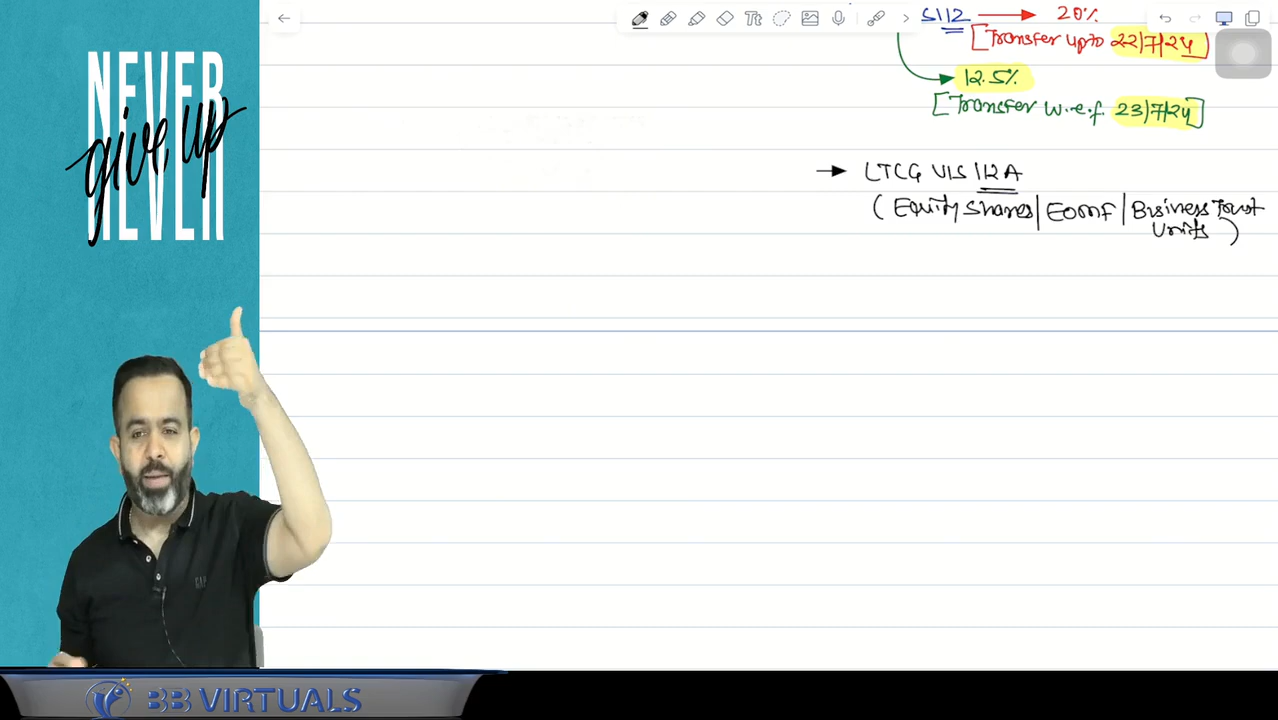 NEVER
give up
NEVER
S112 → 20%
[Transfer upto 22/7/24]
12.5%
[Transfer w.e.f. 23/7/24]
→ LTCG U/S 112A
( Equity Shares | EOMF | Business Trust
Units )
GAP
BB VIRTUALS